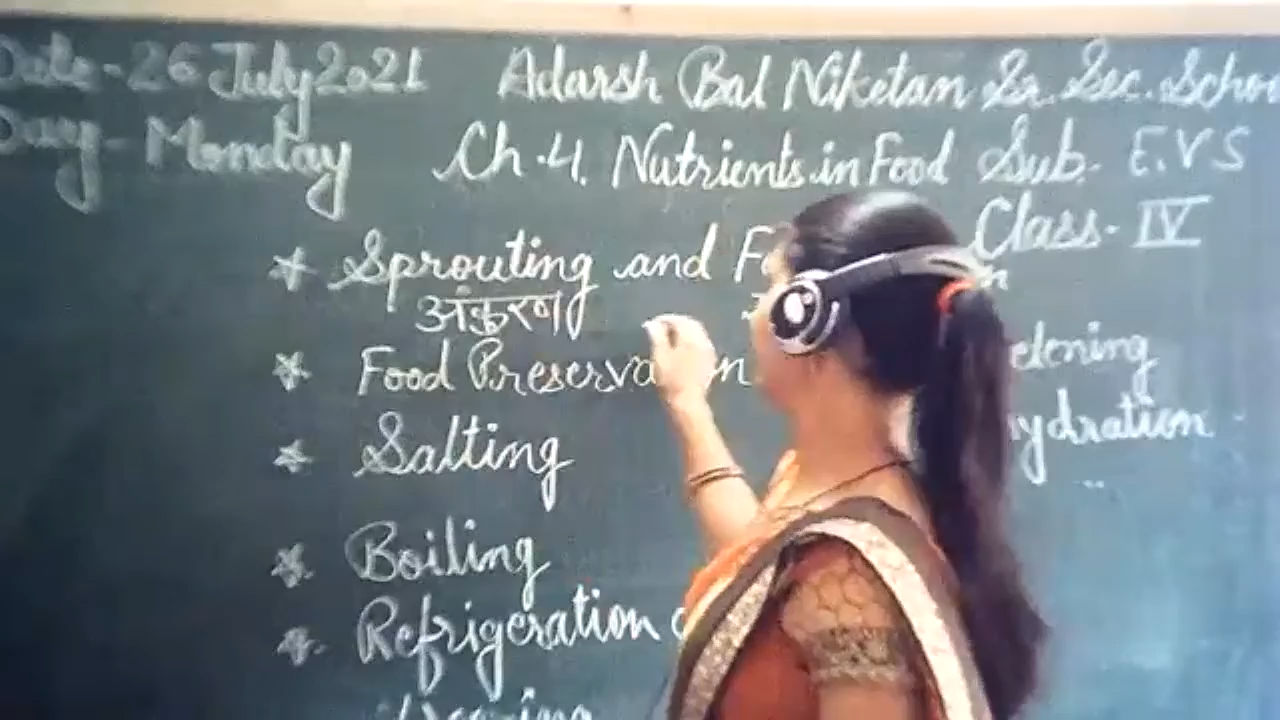 Date-26 July 2021 Adarsh Bal Niketan Sr. Sec. School
Day-Monday Ch.4. Nutrients in Food Sub. E.V.S
Class-IV
* Sprouting and
अंकुरण
* Food Preservation
* Salting
* Boiling
* Refrigeration